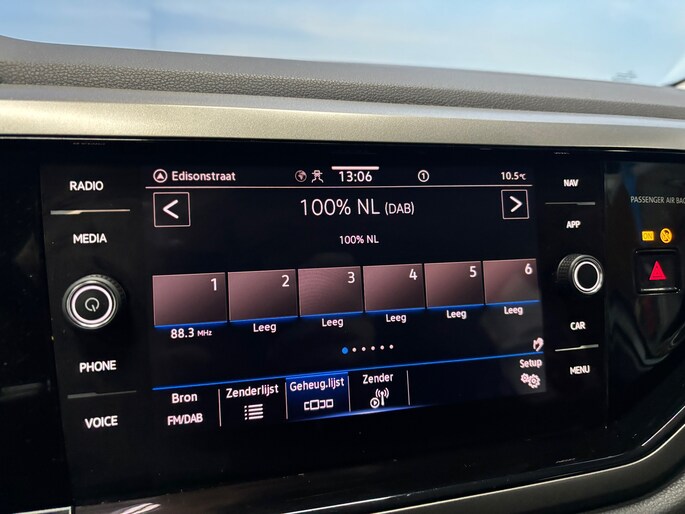 RADIO
MEDIA
PHONE
VOICE
Edisonstraat
13:06
1
10.5°C
100% NL (DAB)
100% NL
1
2
3
4
5
6
88.3 MHz
Leeg
Leeg
Leeg
Leeg
Leeg
Bron
FM/DAB
Zenderlijst
Geheug.lijst
Zender
Setup
NAV
APP
CAR
MENU
PASSENGER AIR BAG
ON